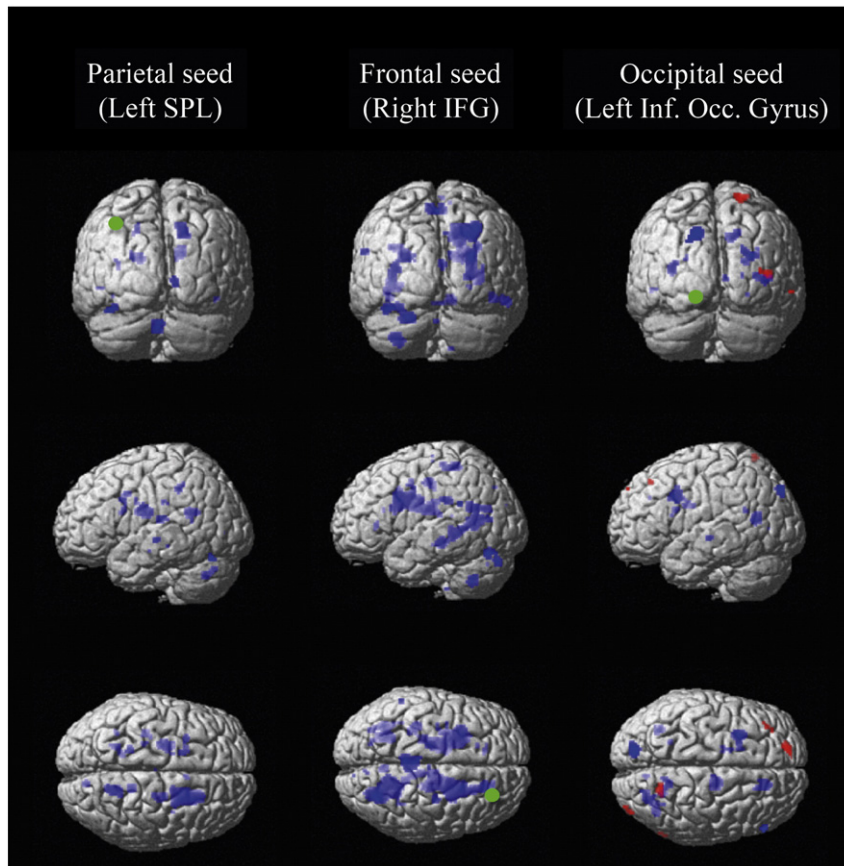 Parietal seed
(Left SPL)
Frontal seed
(Right IFG)
Occipital seed
(Left Inf. Occ. Gyrus)